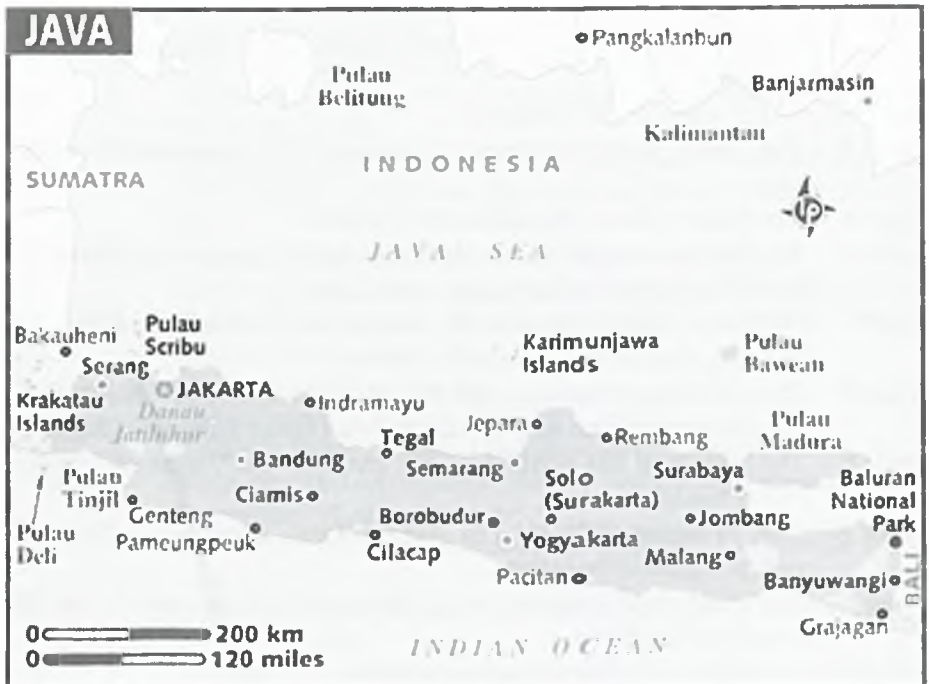 JAVA
Pangkalanbun
Pulau
Belitung
Banjarmasin
Kalimantan
INDONESIA
SUMATRA
JAVA SEA
Bakauheni
Pulau
Scribu
Serang
Karimunjawa
Islands
Pulau
Bawean
Krakatau
Islands
JAKARTA
Danau
Jatiluhur
Indramayu
Jepara
Rembang
Pulau
Madura
Tegal
Bandung
Semarang
Solo
(Surakarta)
Surabaya
Baluran
National
Park
Pulau
Tinjil
Genteng
Ciamis
Borobudur
Jombang
Pulau
Deli
Pameungpeuk
Cilacap
Yogyakarta
Malang
Pacitan
Banyuwangi
BALI
Grajagan
0 200 km
0 120 miles
INDIAN OCEAN